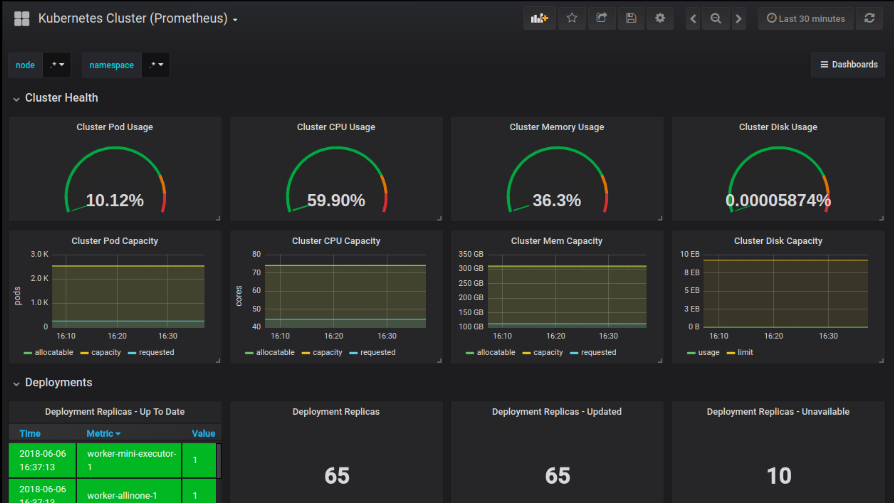 Kubernetes Cluster (Prometheus)
Last 30 minutes
node .* namespace .* Dashboards
Cluster Health
Cluster Pod Usage
10.12%
Cluster CPU Usage
59.90%
Cluster Memory Usage
36.3%
Cluster Disk Usage
0.00005874%
Cluster Pod Capacity
pods
3.0 K
2.0 K
1.0 K
0
16:10 16:20 16:30
allocatable capacity requested
Cluster CPU Capacity
cores
80
70
60
50
40
16:10 16:20 16:30
allocatable capacity requested
Cluster Mem Capacity
350 GB
300 GB
250 GB
200 GB
150 GB
100 GB
16:10 16:20 16:30
allocatable capacity requested
Cluster Disk Capacity
10 EB
8 EB
5 EB
3 EB
0 B
16:10 16:20 16:30
usage limit
Deployments
Deployment Replicas - Up To Date
Time Metric Value
2018-06-06 16:37:13 worker-mini-executor-1 1
2018-06-06 16:37:13 worker-allinone-1 1
Deployment Replicas
65
Deployment Replicas - Updated
65
Deployment Replicas - Unavailable
10